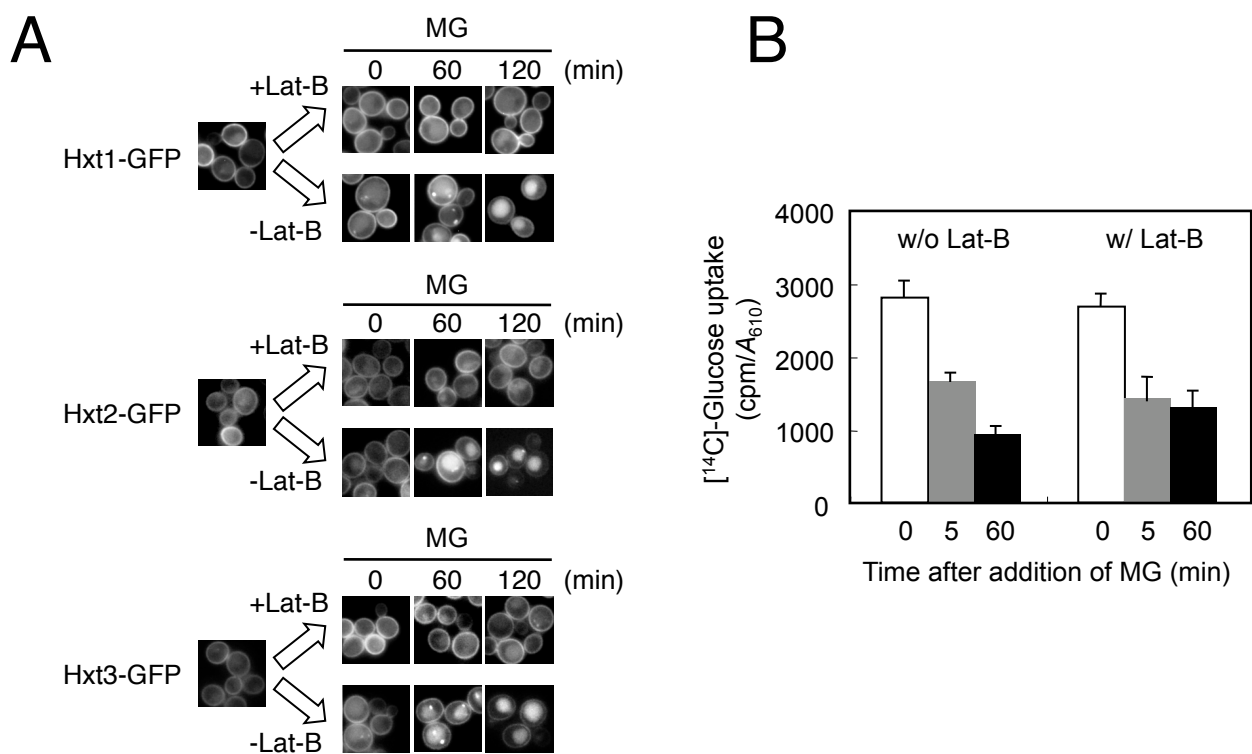 A
MG
0 60 120 (min)
+Lat-B
Hxt1-GFP
-Lat-B
MG
0 60 120 (min)
+Lat-B
Hxt2-GFP
-Lat-B
MG
0 60 120 (min)
+Lat-B
Hxt3-GFP
-Lat-B
B
[¹⁴C]-Glucose uptake
(cpm/A₆₁₀)
4000
3000
2000
1000
0
w/o Lat-B w/ Lat-B
0 5 60 0 5 60
Time after addition of MG (min)